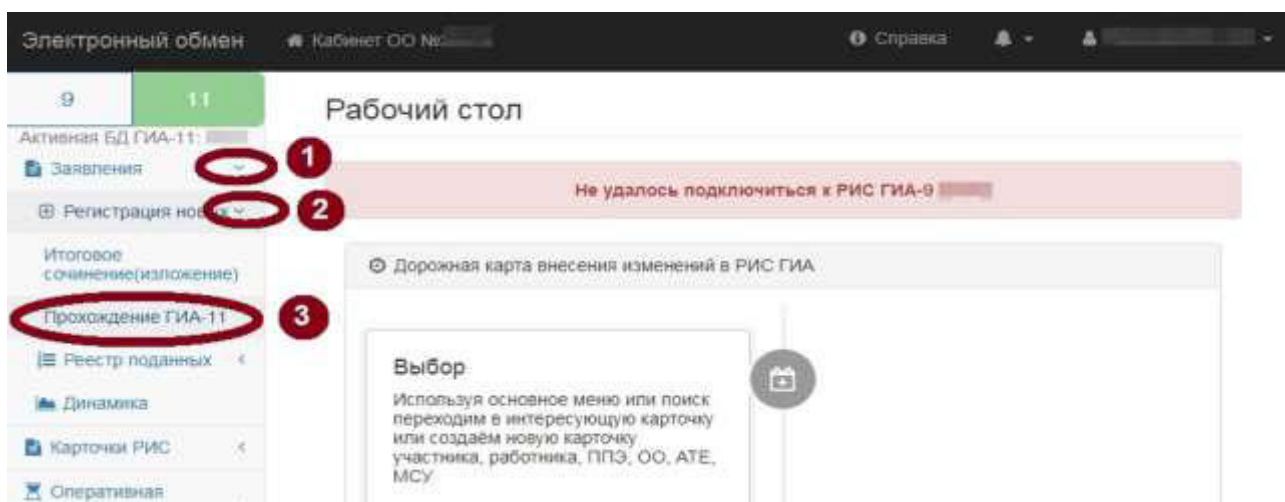 Электронный обмен
Кабинет ОО №
Справка
9
11
Рабочий стол
Активная БД ГИА-11:
Заявления
1
Не удалось подключиться к РИС ГИА-9
Регистрация
2
Итоговое
сочинение(изложение)
Дорожная карта внесения изменений в РИС ГИА
Прохождение ГИА-11
3
Реестр поданных
Динамика
Карточки РИС
Оперативная
Выбор
Используя основное меню или поиск
переходим в интересующую карточку
или создаём новую карточку
участника, работника, ППЭ, ОО, АТЕ,
МСУ